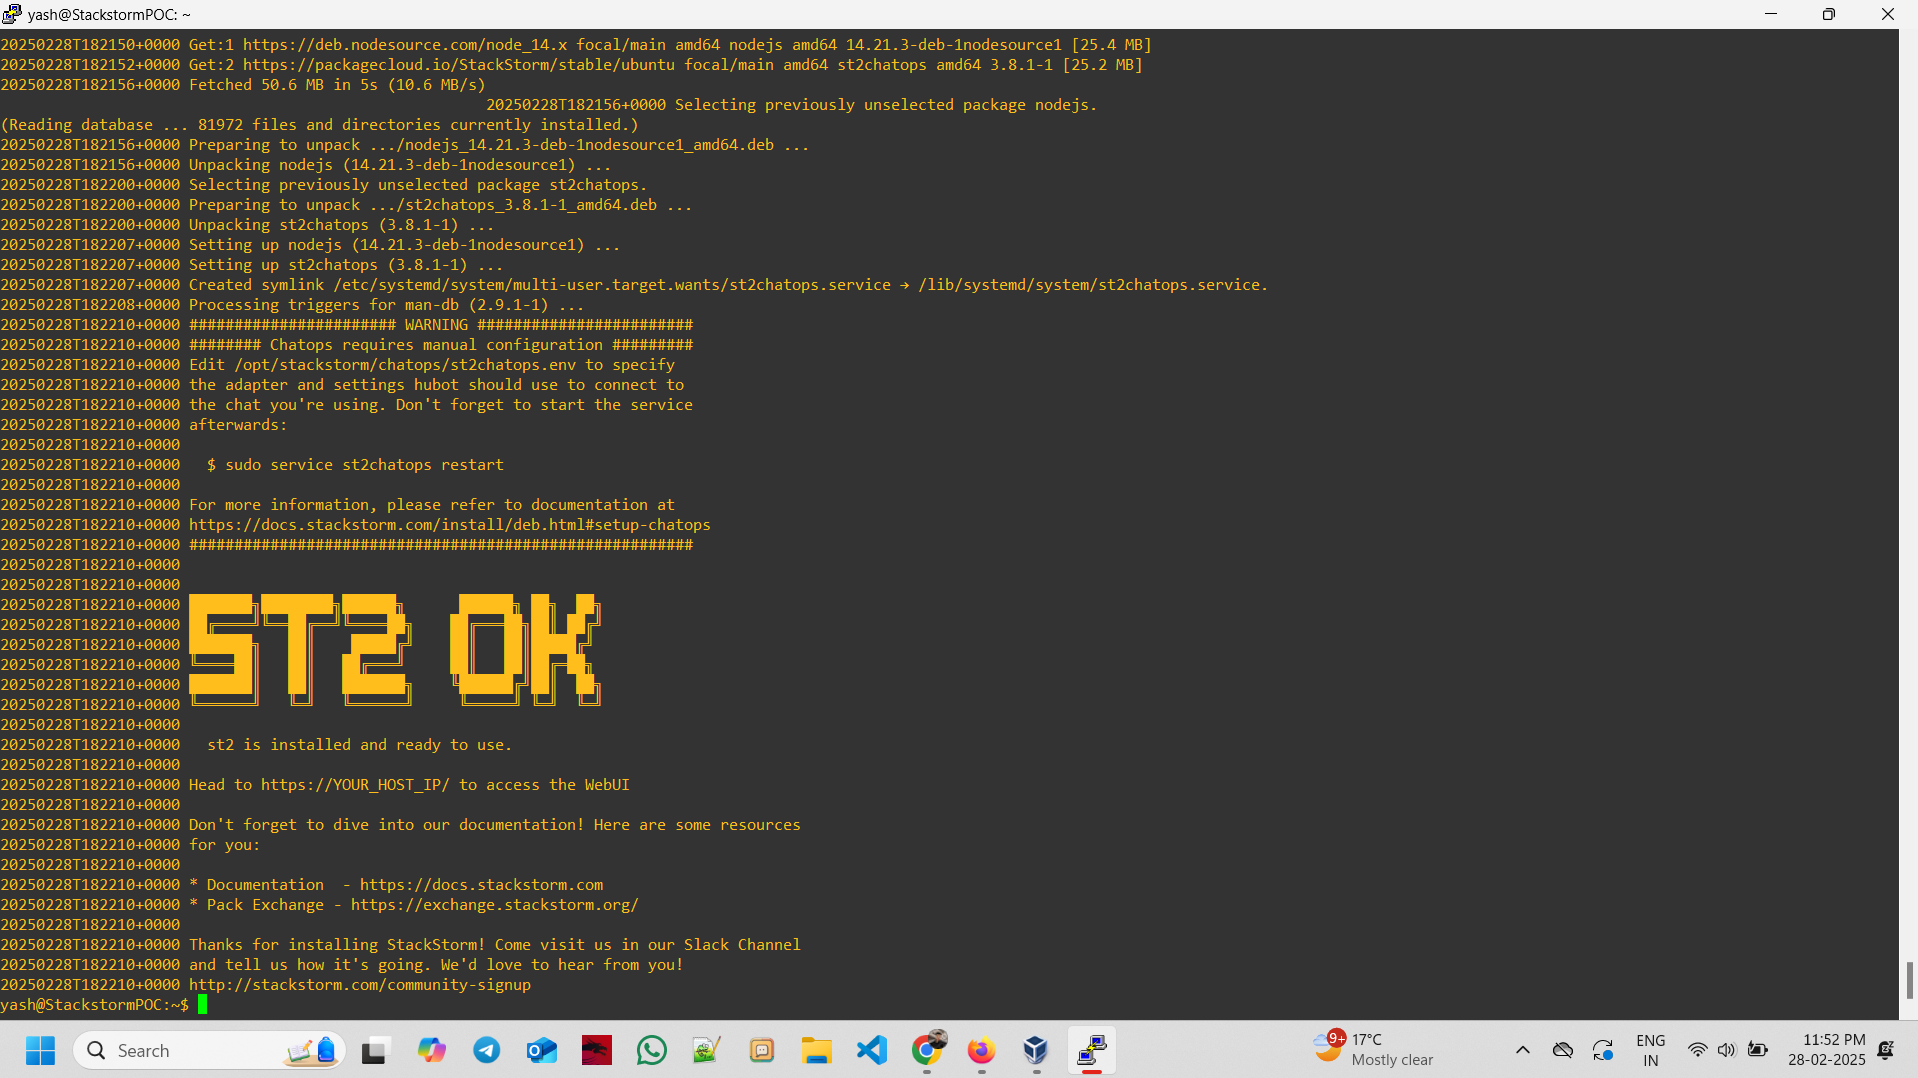 yash@StackstormPOC: ~
20250228T182150+0000 Get:1 https://deb.nodesource.com/node_14.x focal/main amd64 nodejs amd64 14.21.3-deb-1nodesource1 [25.4 MB]
20250228T182152+0000 Get:2 https://packagecloud.io/StackStorm/stable/ubuntu focal/main amd64 st2chatops amd64 3.8.1-1 [25.2 MB]
20250228T182156+0000 Fetched 50.6 MB in 5s (10.6 MB/s)
20250228T182156+0000 Selecting previously unselected package nodejs.
(Reading database ... 81972 files and directories currently installed.)
20250228T182156+0000 Preparing to unpack .../nodejs_14.21.3-deb-1nodesource1_amd64.deb ...
20250228T182156+0000 Unpacking nodejs (14.21.3-deb-1nodesource1) ...
20250228T182200+0000 Selecting previously unselected package st2chatops.
20250228T182200+0000 Preparing to unpack .../st2chatops_3.8.1-1_amd64.deb ...
20250228T182200+0000 Unpacking st2chatops (3.8.1-1) ...
20250228T182207+0000 Setting up nodejs (14.21.3-deb-1nodesource1) ...
20250228T182207+0000 Setting up st2chatops (3.8.1-1) ...
20250228T182207+0000 Created symlink /etc/systemd/system/multi-user.target.wants/st2chatops.service → /lib/systemd/system/st2chatops.service.
20250228T182208+0000 Processing triggers for man-db (2.9.1-1) ...
20250228T182210+0000 ####################### WARNING ########################
20250228T182210+0000 ######## Chatops requires manual configuration #########
20250228T182210+0000 Edit /opt/stackstorm/chatops/st2chatops.env to specify
20250228T182210+0000 the adapter and settings hubot should use to connect to
20250228T182210+0000 the chat you're using. Don't forget to start the service
20250228T182210+0000 afterwards:
20250228T182210+0000
20250228T182210+0000   $ sudo service st2chatops restart
20250228T182210+0000
20250228T182210+0000 For more information, please refer to documentation at
20250228T182210+0000 https://docs.stackstorm.com/install/deb.html#setup-chatops
20250228T182210+0000 ########################################################
20250228T182210+0000
20250228T182210+0000
20250228T182210+0000
20250228T182210+0000
20250228T182210+0000 ST2 OK
20250228T182210+0000
20250228T182210+0000
20250228T182210+0000
20250228T182210+0000
20250228T182210+0000   st2 is installed and ready to use.
20250228T182210+0000
20250228T182210+0000 Head to https://YOUR_HOST_IP/ to access the WebUI
20250228T182210+0000
20250228T182210+0000 Don't forget to dive into our documentation! Here are some resources
20250228T182210+0000 for you:
20250228T182210+0000
20250228T182210+0000 * Documentation  - https://docs.stackstorm.com
20250228T182210+0000 * Pack Exchange - https://exchange.stackstorm.org/
20250228T182210+0000
20250228T182210+0000 Thanks for installing StackStorm! Come visit us in our Slack Channel
20250228T182210+0000 and tell us how it's going. We'd love to hear from you!
20250228T182210+0000 http://stackstorm.com/community-signup
yash@StackstormPOC:~$
Search
9+
17°C
Mostly clear
ENG
IN
11:52 PM
28-02-2025